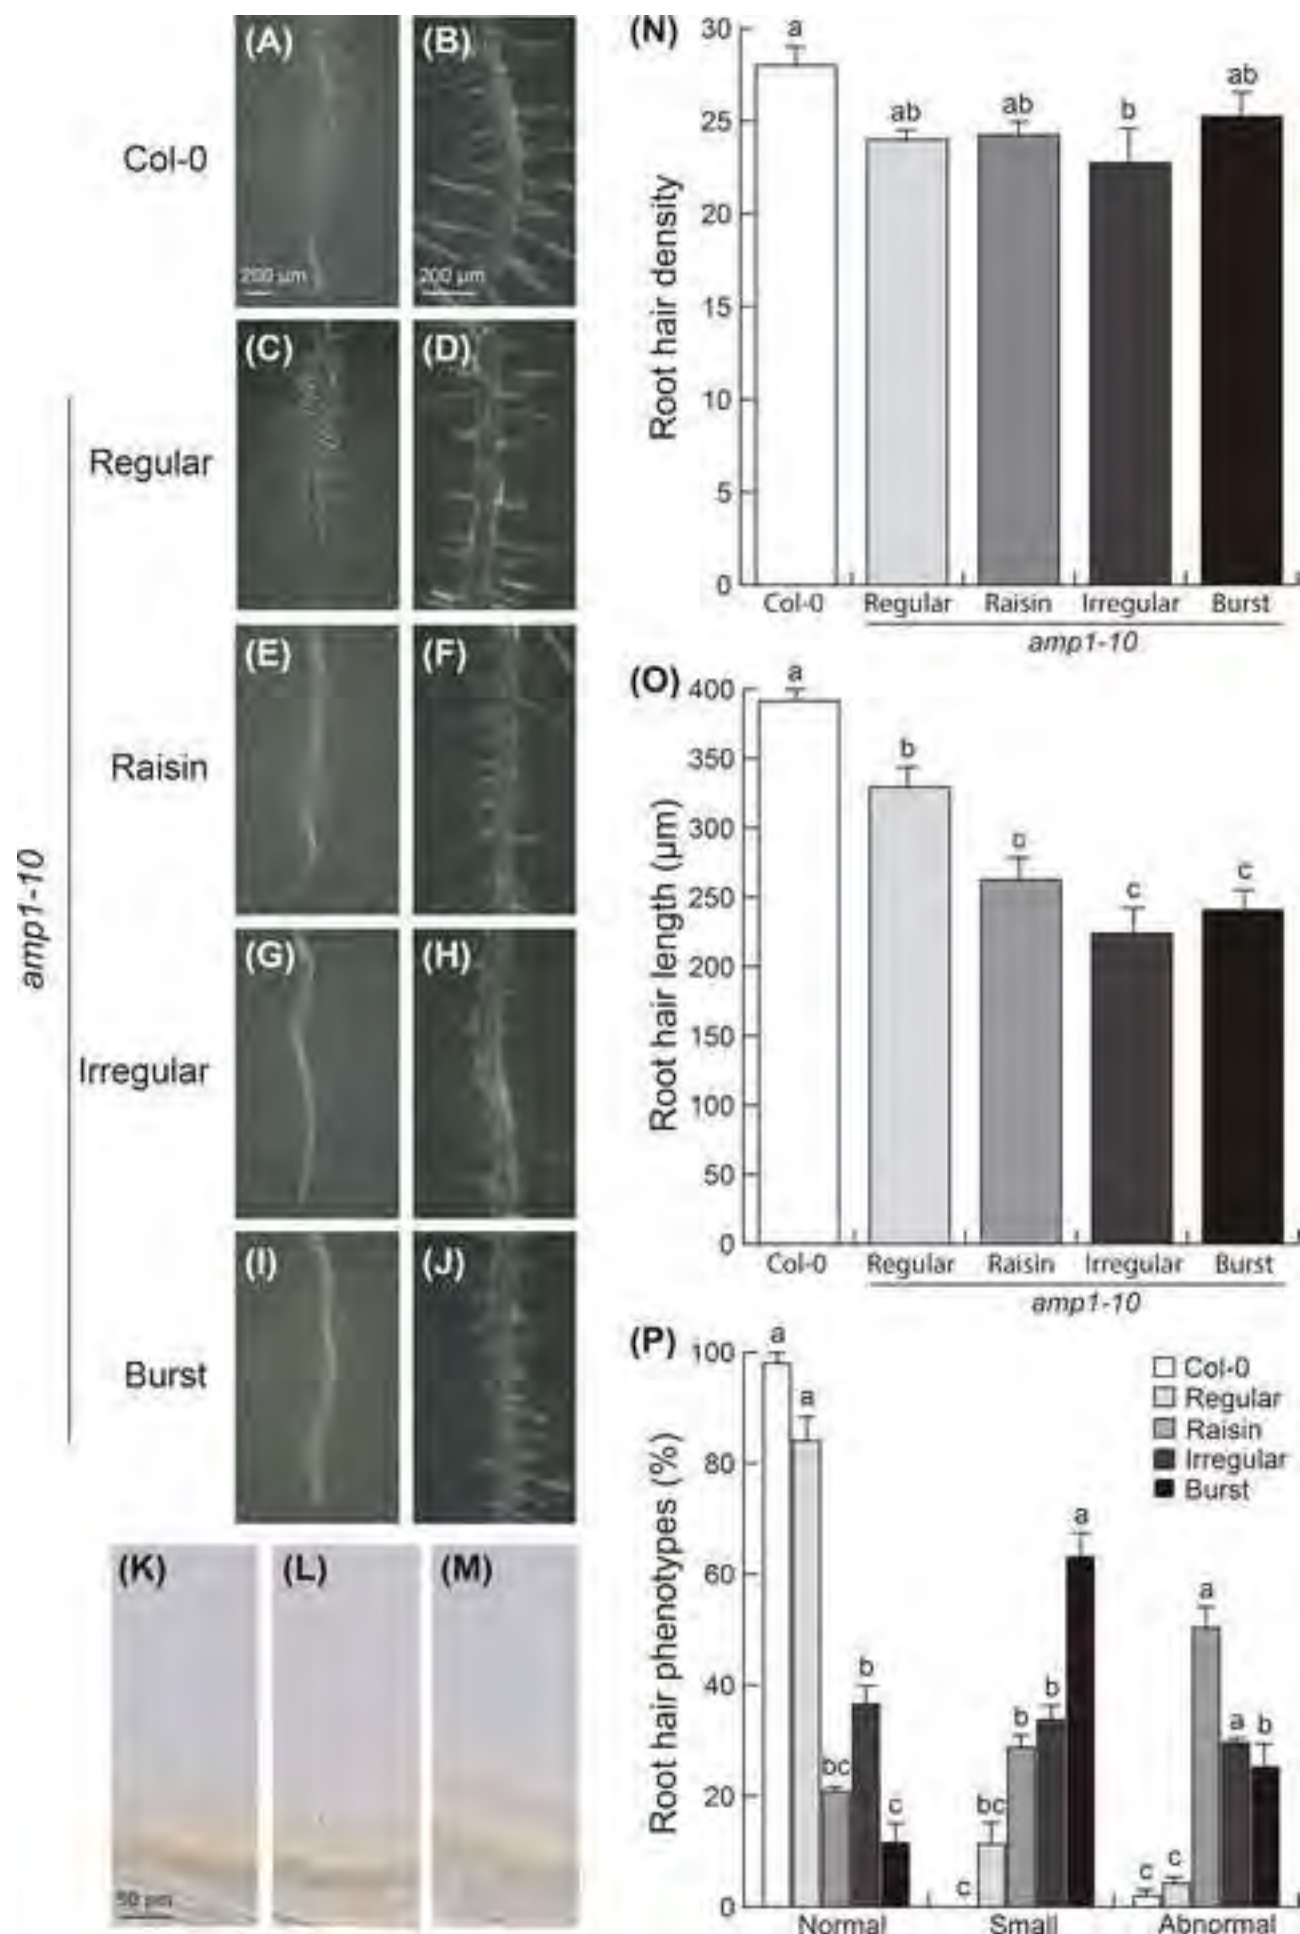 (A)
(B)
Col-0
200 µm
200 µm
(C)
(D)
Regular
(E)
(F)
Raisin
amp1-10
(G)
(H)
Irregular
(I)
(J)
Burst
(K)
(L)
(M)
50 µm
(N)
Root hair density
30
25
20
15
10
5
0
a
ab
ab
b
ab
Col-0 Regular Raisin Irregular Burst
amp1-10
(O)
Root hair length (µm)
400
350
300
250
200
150
100
50
0
a
b
c
c
Col-0 Regular Raisin Irregular Burst
amp1-10
(P)
Root hair phenotypes (%)
100
80
60
40
20
0
a
a
bc
b
c
c
bc
b
b
a
c
c
a
a
b
Col-0
Regular
Raisin
Irregular
Burst
Normal Small Abnormal